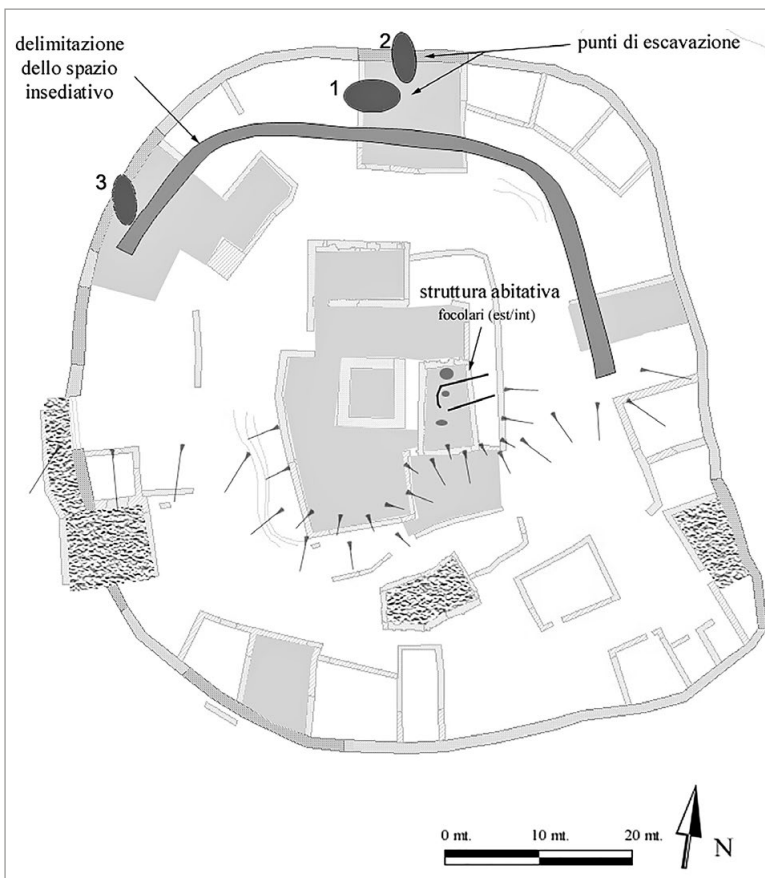 delimitazione
dello spazio
insediativo
2
punti di escavazione
1
3
struttura abitativa
focolari (est/int)
0 mt.
10 mt.
20 mt.
N